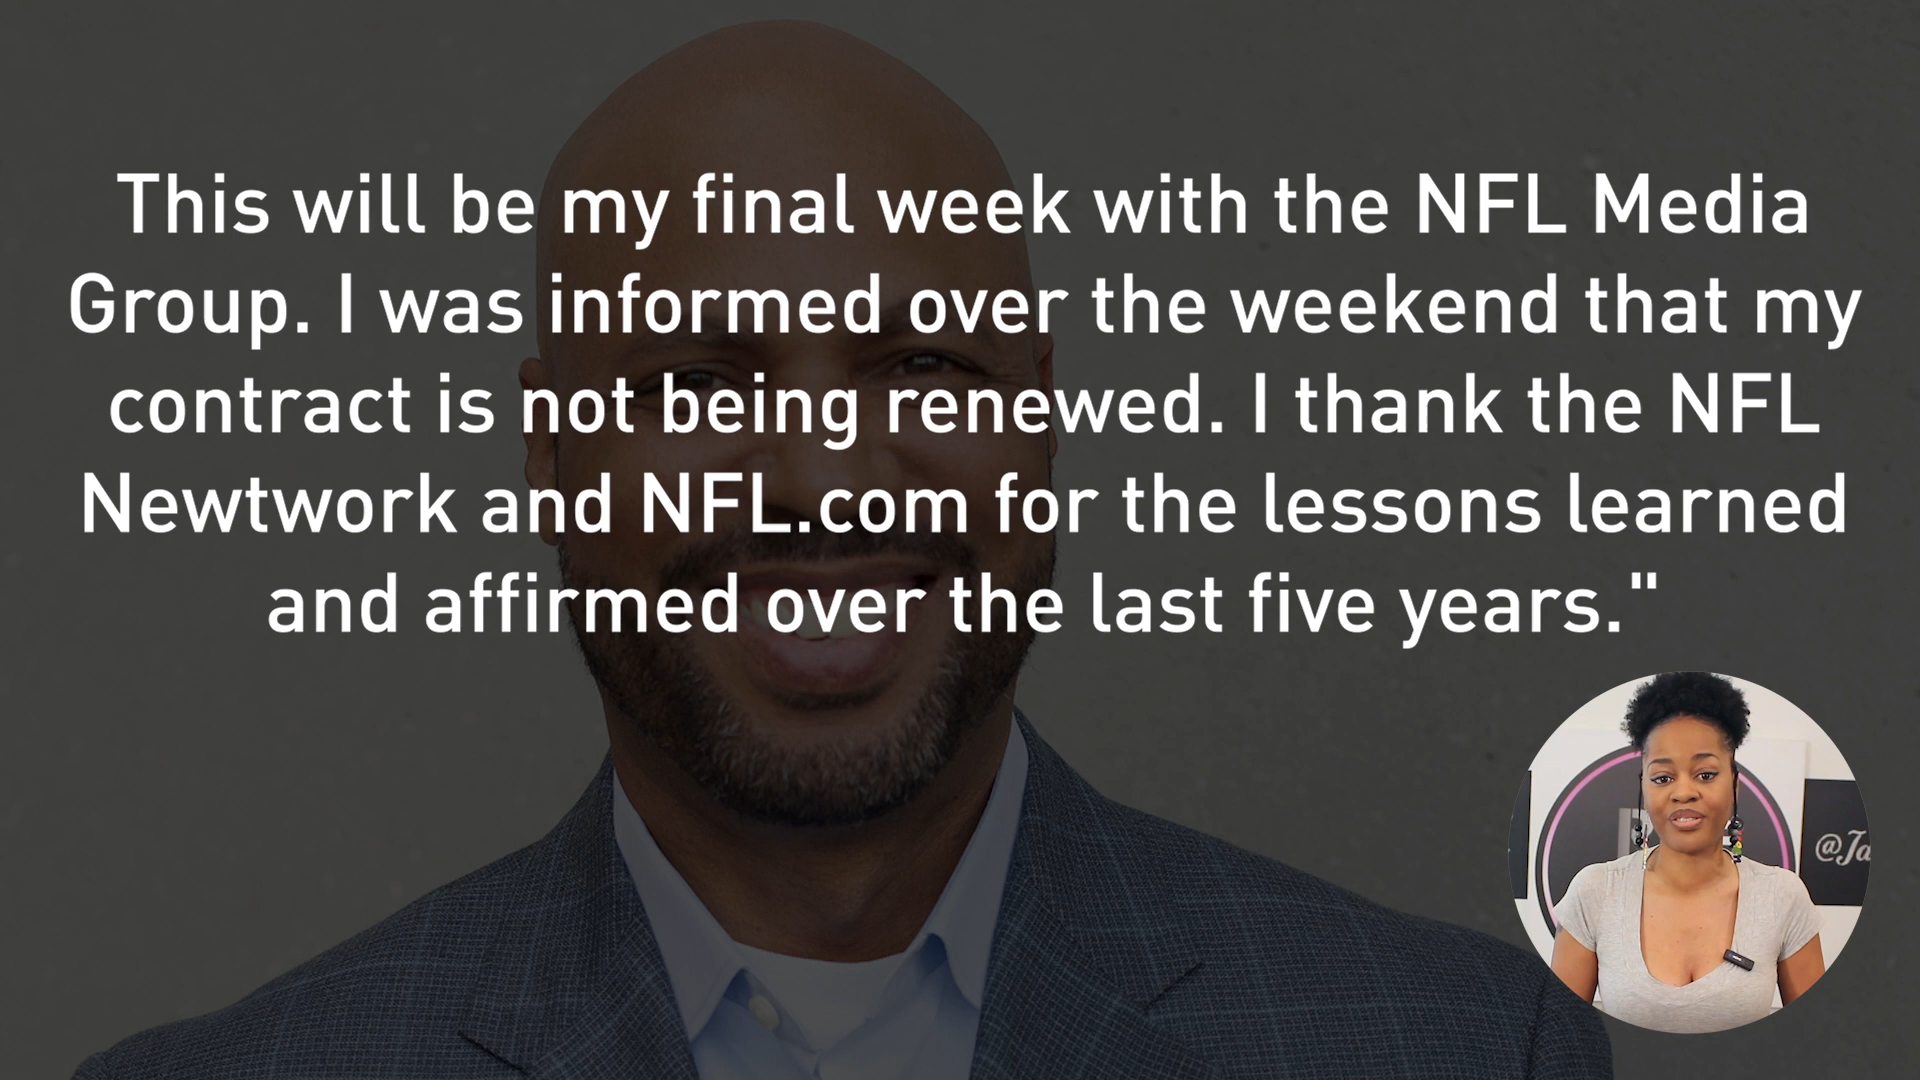 This will be my final week with the NFL Media
Group. I was informed over the weekend that my
contract is not being renewed. I thank the NFL
Newtwork and NFL.com for the lessons learned
and affirmed over the last five years."
@Ja